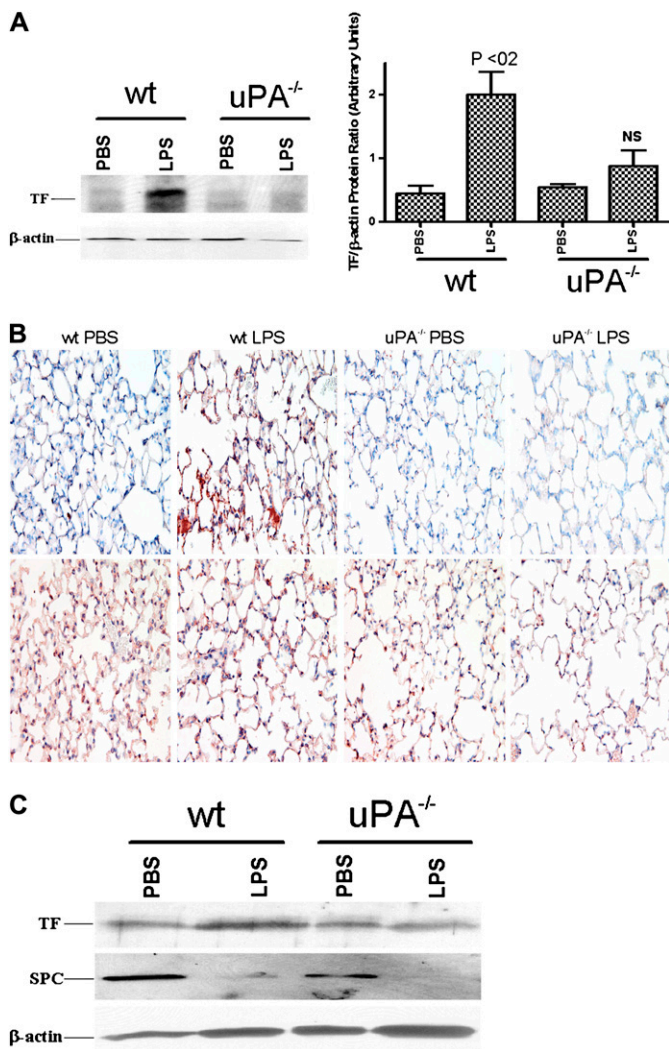 A
wt
uPA-/-
PBS
LPS
PBS
LPS
TF
β-actin
TF/β-actin Protein Ratio (Arbitrary Units)
2
1
0
P <02
NS
PBS
LPS
PBS
LPS
wt
uPA-/-
B
wt PBS
wt LPS
uPA-/- PBS
uPA-/- LPS
C
wt
uPA-/-
PBS
LPS
PBS
LPS
TF
SPC
β-actin